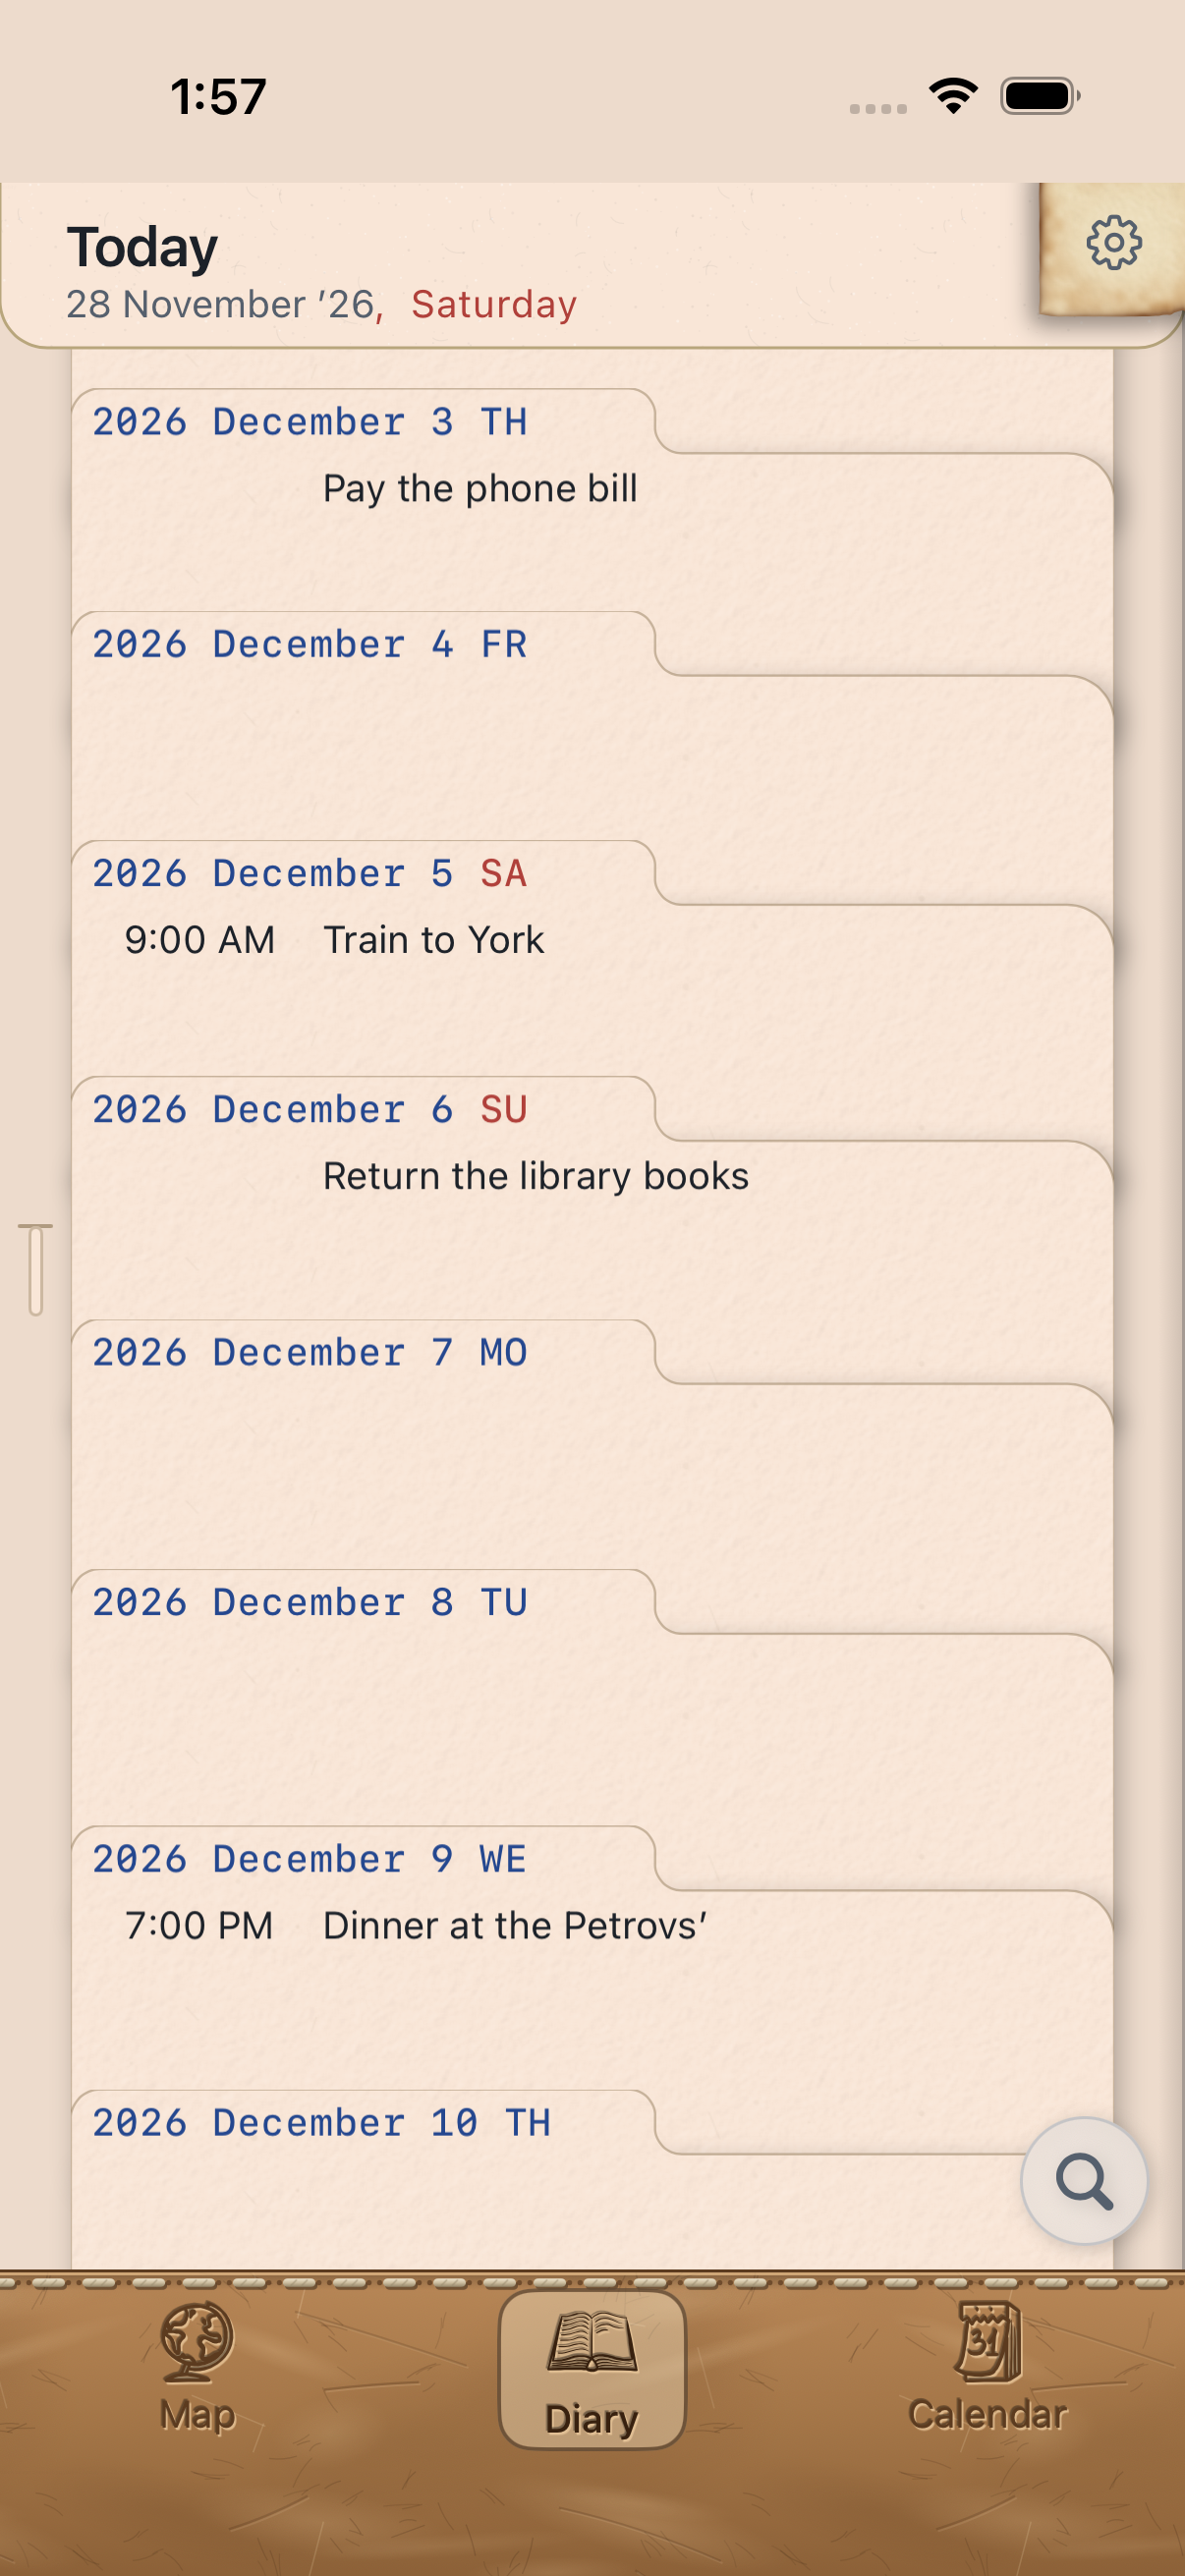 1:57
Today
28 November ’26, Saturday
2026 December 3 TH
Pay the phone bill
2026 December 4 FR
2026 December 5 SA
9:00 AM Train to York
2026 December 6 SU
Return the library books
2026 December 7 MO
2026 December 8 TU
2026 December 9 WE
7:00 PM Dinner at the Petrovs’
2026 December 10 TH
31
Map
Diary
Calendar